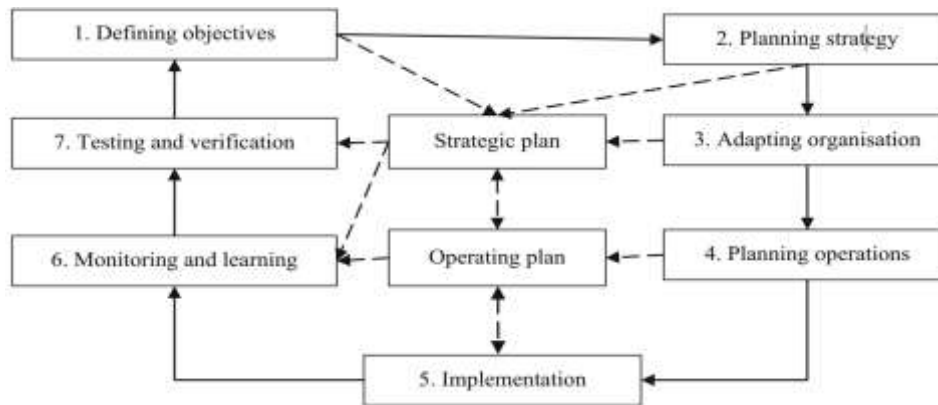 1. Defining objectives
2. Planning strategy
7. Testing and verification
Strategic plan
3. Adapting organisation
6. Monitoring and learning
Operating plan
4. Planning operations
5. Implementation